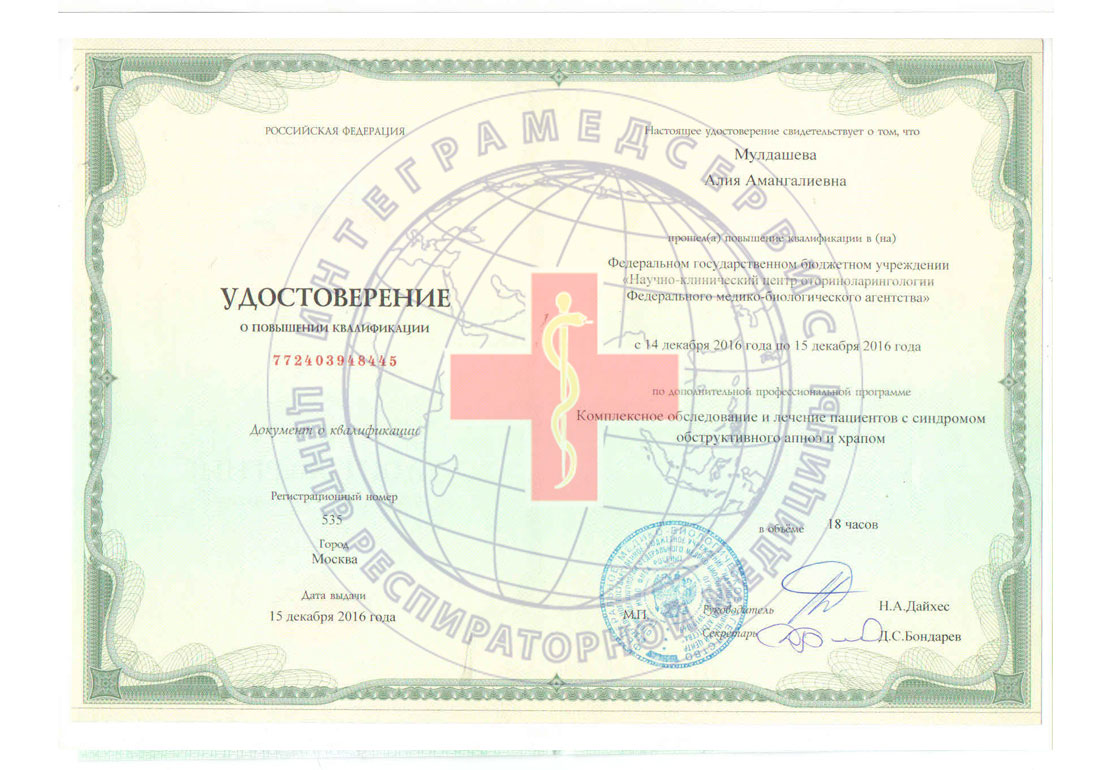 РОССИЙСКАЯ ФЕДЕРАЦИЯ
УДОСТОВЕРЕНИЕ
О ПОВЫШЕНИИ КВАЛИФИКАЦИИ
772403948445
Документ о квалификации
Регистрационный номер
535
Город
Москва
Дата выдачи
15 декабря 2016 года
Настоящее удостоверение свидетельствует о том, что
Мулдашева
Алия Амангалиевна
прошел(а) повышение квалификации в (на)
Федеральном государственном бюджетном учреждении
«Научно-клинический центр оториноларингологии
Федерального медико-биологического агентства»
с 14 декабря 2016 года по 15 декабря 2016 года
по дополнительной профессиональной программе
Комплексное обследование и лечение пациентов с синдромом
обструктивного апноэ и храпом
в объёме 18 часов
М.П.
Руководитель Н.А.Дайхес
Секретарь Д.С.Бондарев
ИНТЕГРАМЕДСЕРВИС
ЦЕНТР РЕСПИРАТОРНОЙ МЕДИЦИНЫ